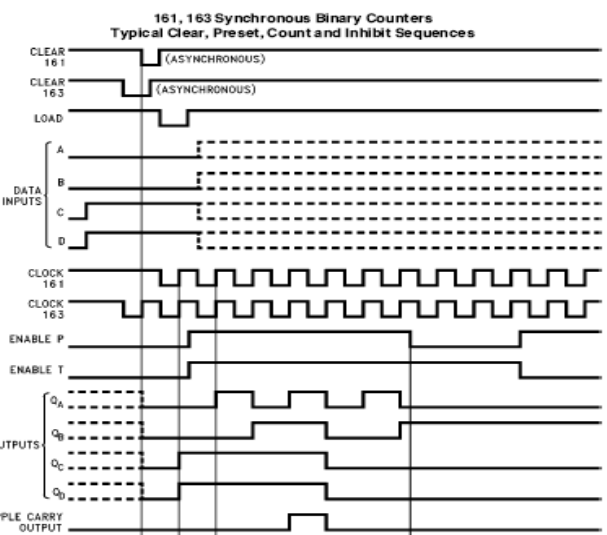 161, 163 Synchronous Binary Counters
Typical Clear, Preset, Count and Inhibit Sequences
CLEAR
161
(ASYNCHRONOUS)
CLEAR
163
(ASYNCHRONOUS)
LOAD
DATA
INPUTS
A
B
C
D
CLOCK
161
CLOCK
163
ENABLE P
ENABLE T
UTPUTS
QA
QB
QC
QD
PLE CARRY
OUTPUT